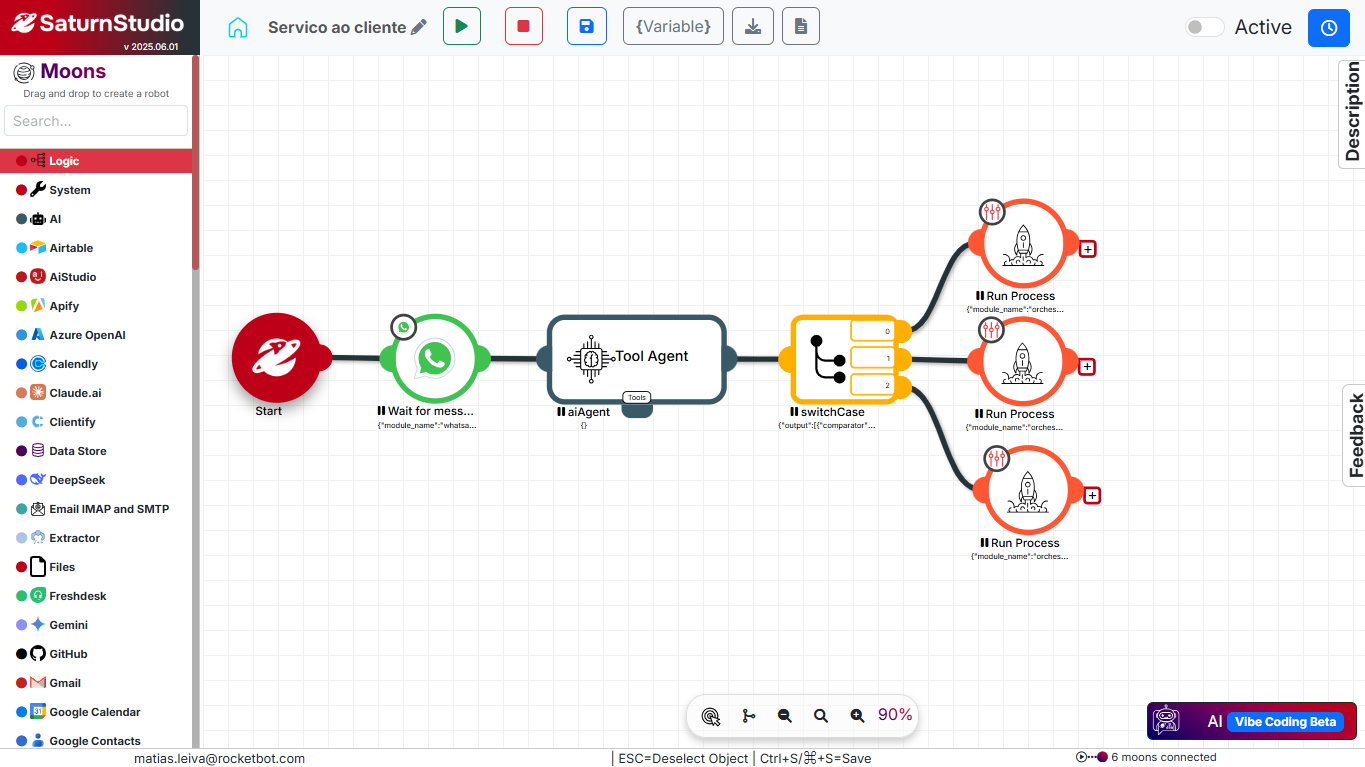 SaturnStudio
v 2025.06.01
Servico ao cliente
{Variable}
Active
Moons
Drag and drop to create a robot
Search...
Logic
System
AI
Airtable
AiStudio
Apify
Azure OpenAI
Calendly
Claude.ai
Clientify
Data Store
DeepSeek
Email IMAP and SMTP
Extractor
Files
Freshdesk
Gemini
GitHub
Gmail
Google Calendar
Google Contacts
Start
Wait for mess...
{"module_name":"whatsa...
Tool Agent
Tools
aiAgent
{}
0
1
2
switchCase
{"output":[{"comparator"...
Run Process
{"module_name":"orches...
Run Process
{"module_name":"orches...
Run Process
{"module_name":"orches...
Description
Feedback
90%
AI Vibe Coding Beta
matias.leiva@rocketbot.com
| ESC=Deselect Object | Ctrl+S/⌘+S=Save
6 moons connected